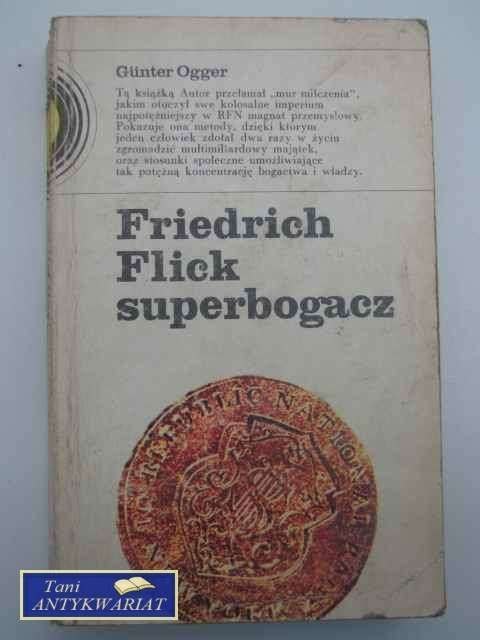 Günter Ogger
Tą książką Autor przełamał „mur milczenia",
jakim otoczył swe kolosalne imperium
najpotężniejszy w RFN magnat przemysłowy.
Pokazuje ona metody, dzięki którym
jeden człowiek zdołał dwa razy w życiu
zgromadzić multimiliardowy majątek,
oraz stosunki społeczne umożliwiające
tak potężną koncentrację bogactwa i władzy.
Friedrich
Flick
superbogacz
REPUBLIC NATIONAL
Tani
ANTYKWARIAT